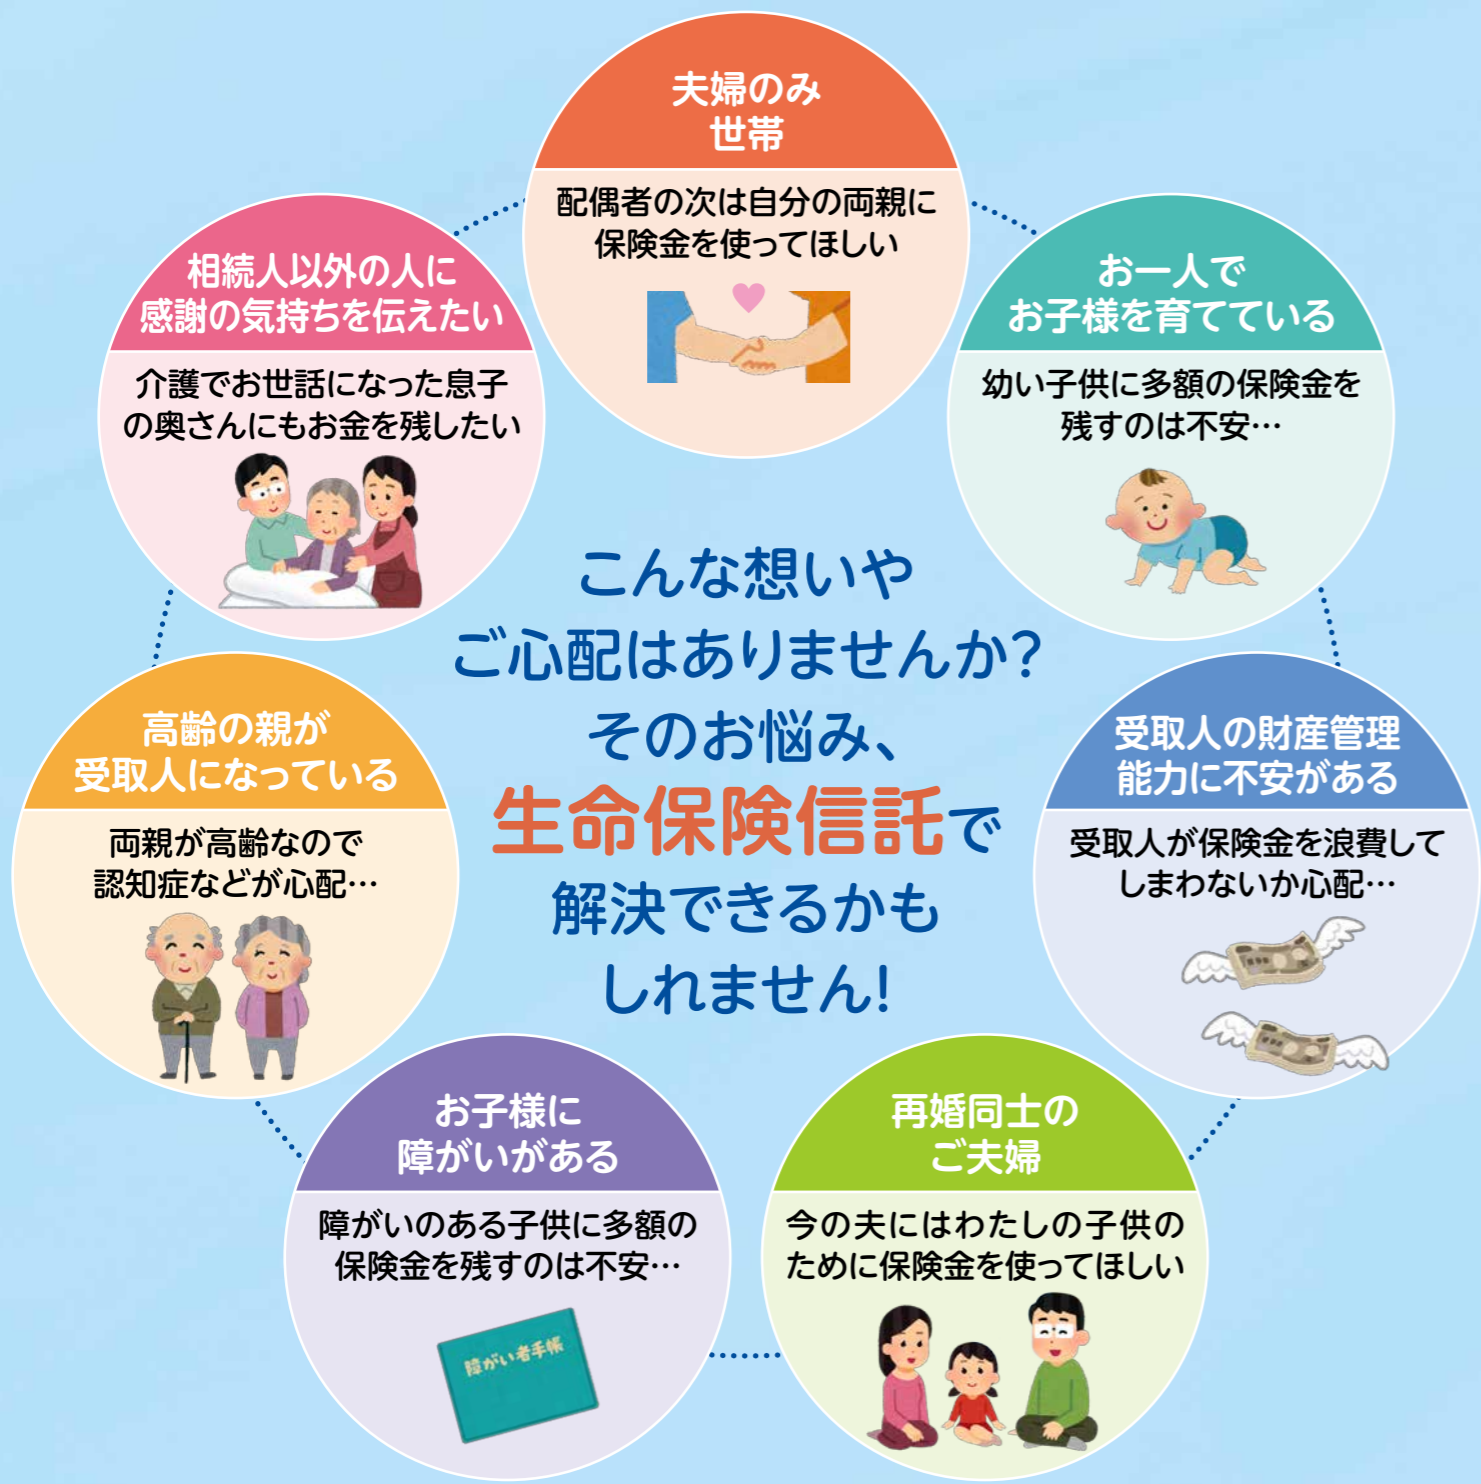 夫婦のみ
世帯
配偶者の次は自分の両親に
保険金を使ってほしい
お一人で
お子様を育てている
幼い子供に多額の保険金を
残すのは不安…
受取人の財産管理
能力に不安がある
受取人が保険金を浪費して
しまわないか心配…
再婚同士の
ご夫婦
今の夫にはわたしの子供の
ために保険金を使ってほしい
お子様に
障がいがある
障がいのある子供に多額の
保険金を残すのは不安…
障がい者手帳
高齢の親が
受取人になっている
両親が高齢なので
認知症などが心配…
相続人以外の人に
感謝の気持ちを伝えたい
介護でお世話になった息子
の奥さんにもお金を残したい
こんな想いや
ご心配はありませんか?
そのお悩み、
生命保険信託で
解決できるかも
しれません!